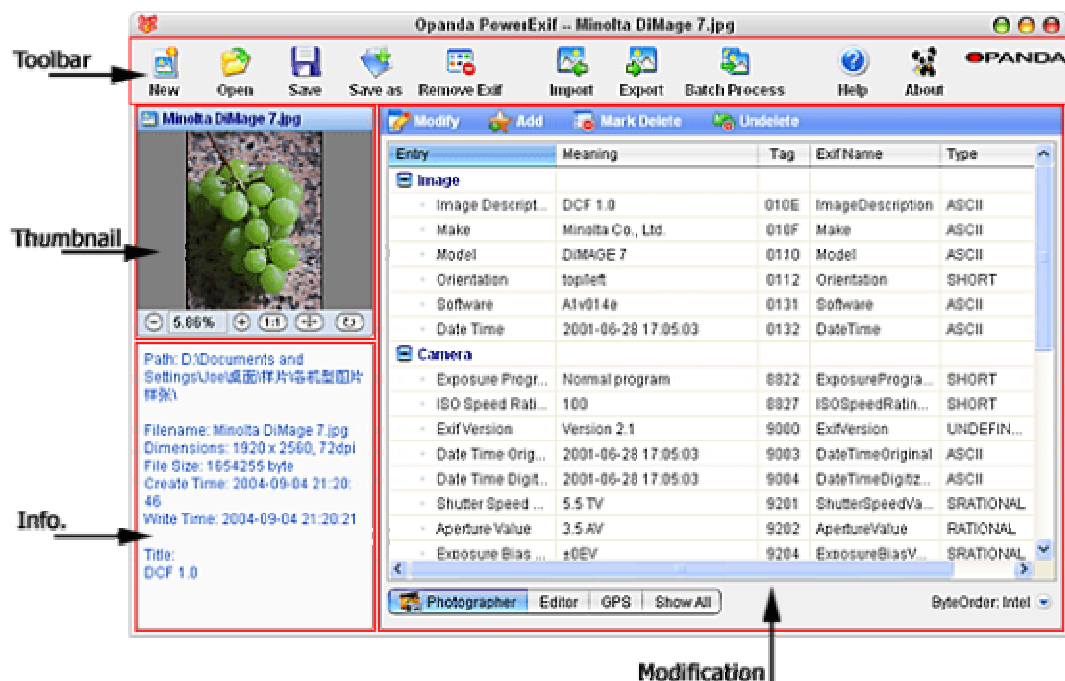 Opanda PowerExif -- Minolta DiMage 7.jpg
Toolbar
New Open Save Save as Remove Exif Import Export Batch Process Help About OPANDA
Minolta DiMage 7.jpg
Modify Add Mark Delete Undelete
Entry Meaning Tag Exif Name Type
Image
Image Descript... DCF 1.0 010E ImageDescription ASCII
Make Minolta Co., Ltd. 010F Make ASCII
Model DiMAGE 7 0110 Model ASCII
Orientation top/left 0112 Orientation SHORT
Software A1v014e 0131 Software ASCII
Date Time 2001-06-28 17:05:03 0132 DateTime ASCII
Camera
Exposure Progr... Normal program 8822 ExposureProgra... SHORT
ISO Speed Rati... 100 8827 ISOSpeedRatin... SHORT
Exif Version Version 2.1 9000 ExifVersion UNDEFIN...
Date Time Orig... 2001-06-28 17:05:03 9003 DateTimeOriginal ASCII
Date Time Digit... 2001-06-28 17:05:03 9004 DateTimeDigitiz... ASCII
Shutter Speed ... 5.5 TV 9201 ShutterSpeedVa... SRATIONAL
Aperture Value 3.5 AV 9202 ApertureValue RATIONAL
Exposure Bias ... ±0EV 9204 ExposureBiasV... SRATIONAL
Thumbnail
5.86% 1:1
Path: D:\Documents and
Settings\Joe\桌面\样片\各机型图片
样张\
Filename: Minolta DiMage 7.jpg
Dimensions: 1920 x 2560, 72dpi
File Size: 1654255 byte
Create Time: 2004-09-04 21:20:
46
Write Time: 2004-09-04 21:20:21
Title:
DCF 1.0
Info.
Photographer Editor GPS Show All
ByteOrder: Intel
Modification